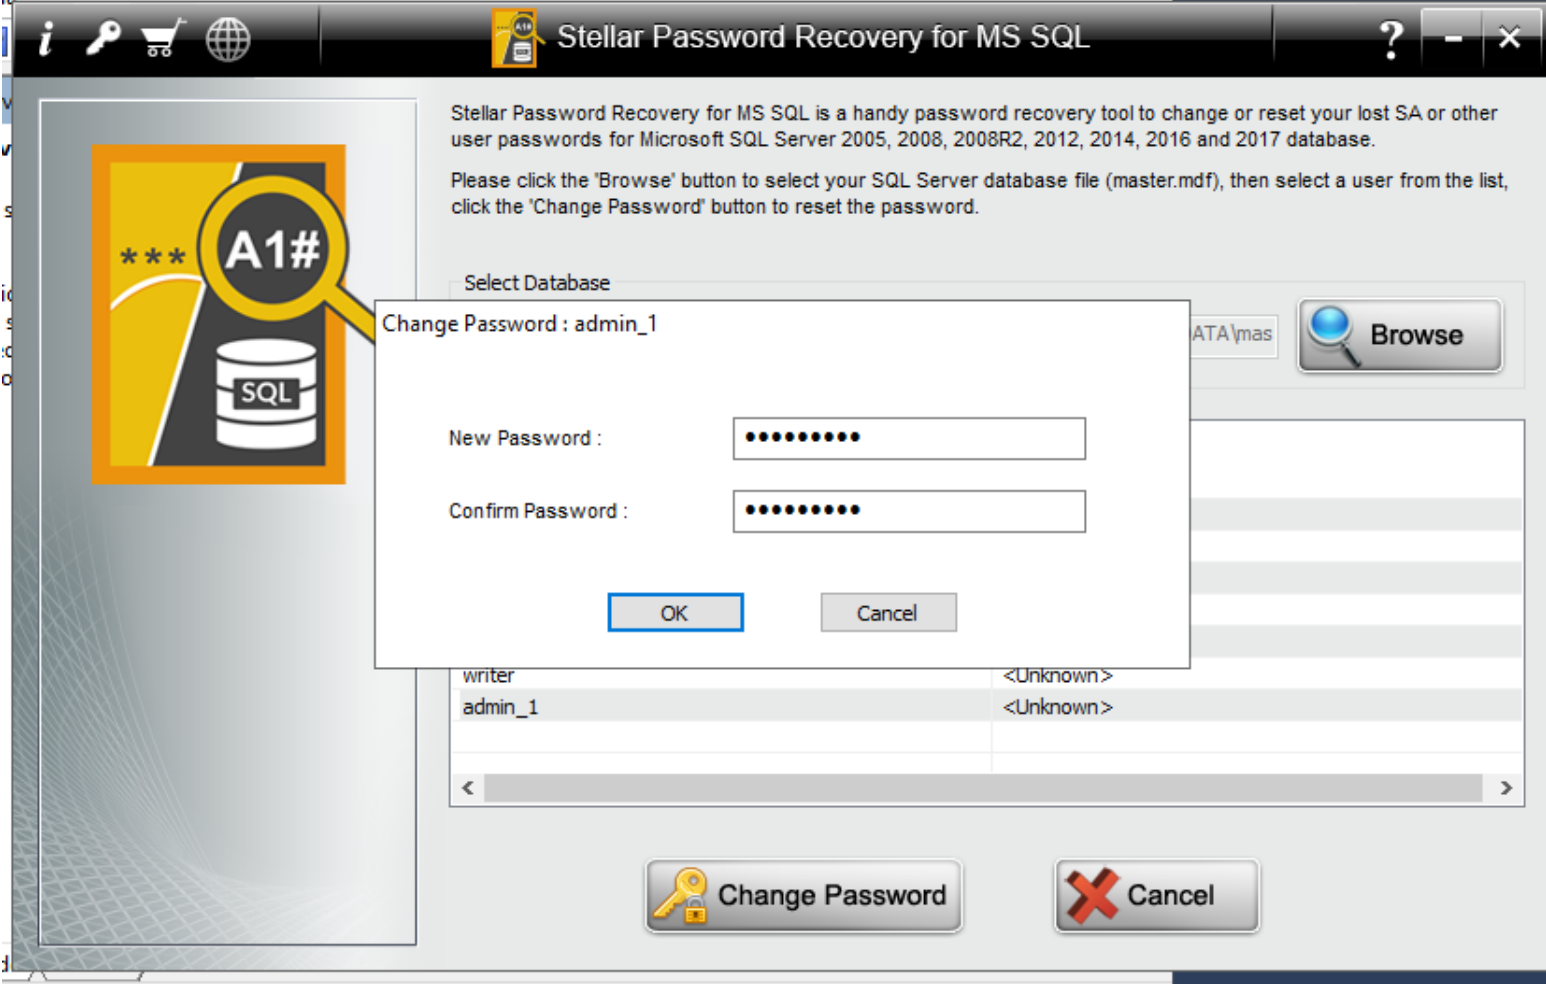 i
Stellar Password Recovery for MS SQL
?
Stellar Password Recovery for MS SQL is a handy password recovery tool to change or reset your lost SA or other
user passwords for Microsoft SQL Server 2005, 2008, 2008R2, 2012, 2014, 2016 and 2017 database.
Please click the 'Browse' button to select your SQL Server database file (master.mdf), then select a user from the list,
click the 'Change Password' button to reset the password.
*** A1#
SQL
Select Database
ATA\mas
Browse
Change Password : admin_1
New Password :
Confirm Password :
OK
Cancel
writer <Unknown>
admin_1 <Unknown>
Change Password
Cancel